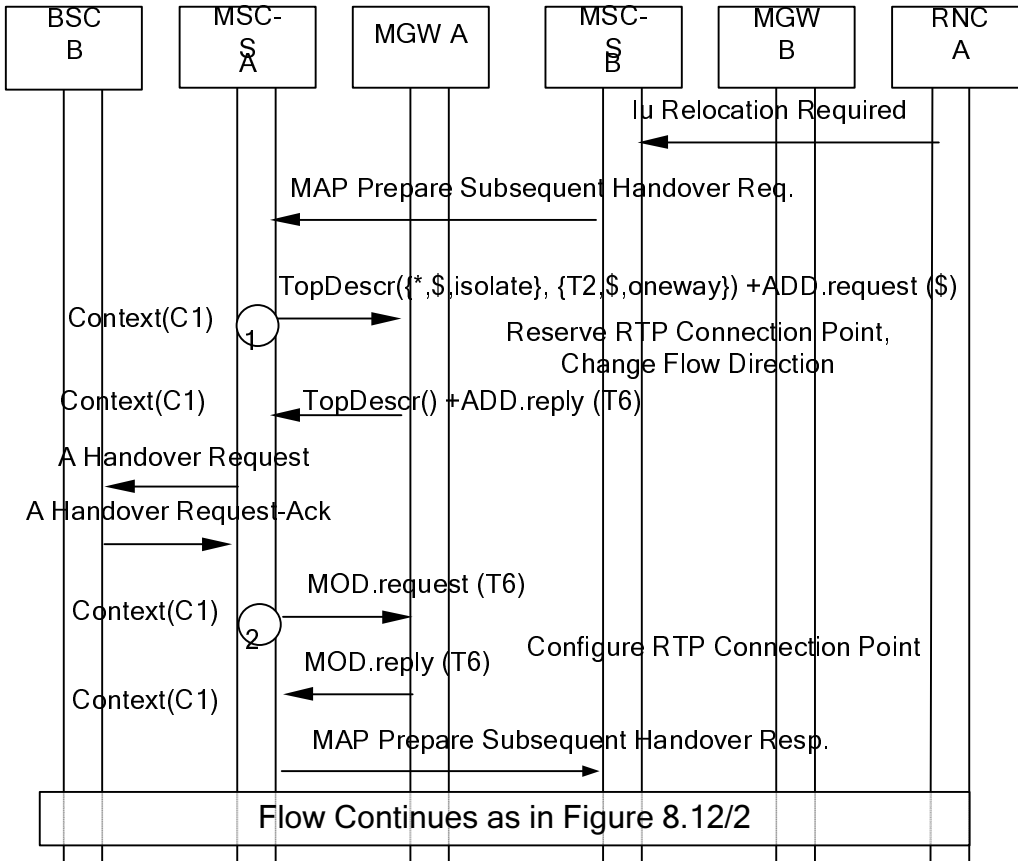 BSC
B
MSC-
S
A
MGW A
MSC-
S
B
MGW
B
RNC
A
Iu Relocation Required
MAP Prepare Subsequent Handover Req.
TopDescr({*,$,isolate}, {T2,$,oneway}) +ADD.request ($)
Context(C1)
1
Reserve RTP Connection Point,
Change Flow Direction
Context(C1)
TopDescr() +ADD.reply (T6)
A Handover Request
A Handover Request-Ack
MOD.request (T6)
Context(C1)
2
Configure RTP Connection Point
MOD.reply (T6)
Context(C1)
MAP Prepare Subsequent Handover Resp.
Flow Continues as in Figure 8.12/2